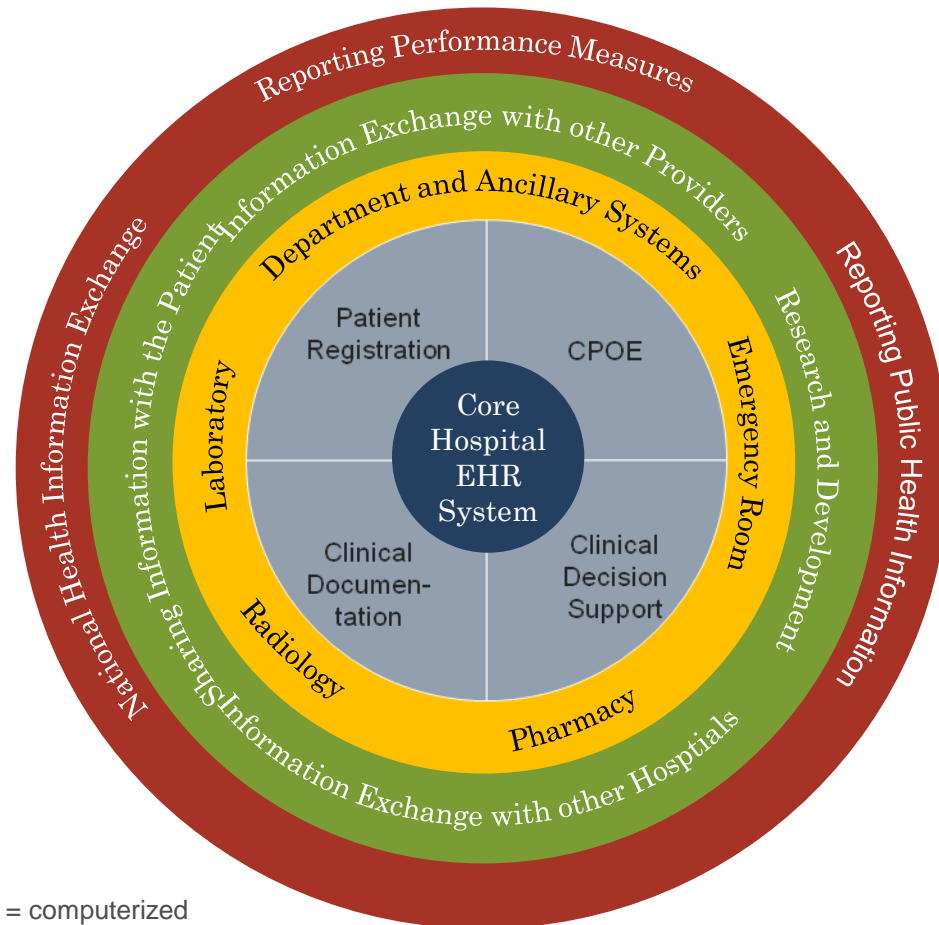 Reporting Performance Measures
National Health Information Exchange
Reporting Public Health Information
Information Exchange with other Providers
Sharing Information with the Patient
Research and Development
Information Exchange with other Hosptials
Department and Ancillary Systems
Laboratory
Emergency Room
Radiology
Pharmacy
Patient
Registration
CPOE
Core
Hospital
EHR
System
Clinical
Documen-
tation
Clinical
Decision
Support
= computerized